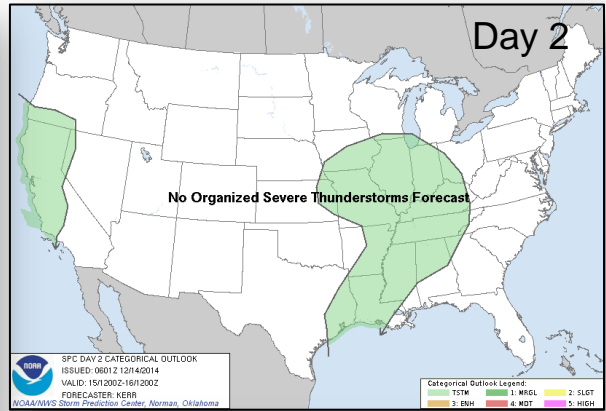 Day 2
No Organized Severe Thunderstorms Forecast
NOAA
SPC DAY 2 CATEGORICAL OUTLOOK
ISSUED: 0601Z 12/14/2014
VALID: 15/1200Z-16/1200Z
FORECASTER: KERR
NOAA/NWS Storm Prediction Center, Norman, Oklahoma
Categorical Outlook Legend:
TSTM 1: MRGL 2: SLGT
3: ENH 4: MDT 5: HIGH